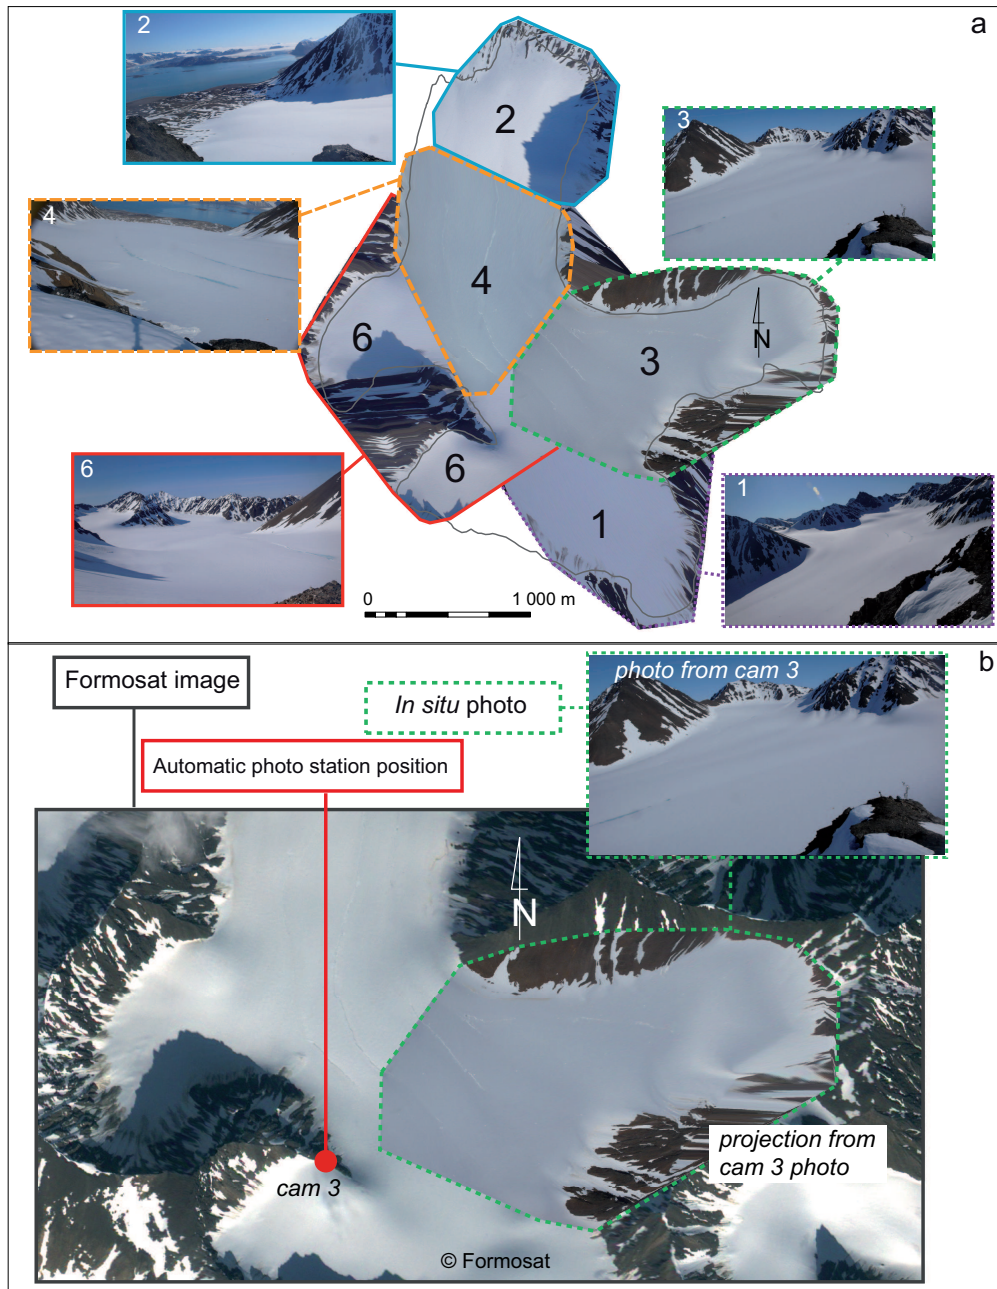 a
2
3
4
6
1
2
4
3
6
6
1
N
0 1 000 m
b
Formosat image
In situ photo
Automatic photo station position
photo from cam 3
N
cam 3
projection from
cam 3 photo
© Formosat